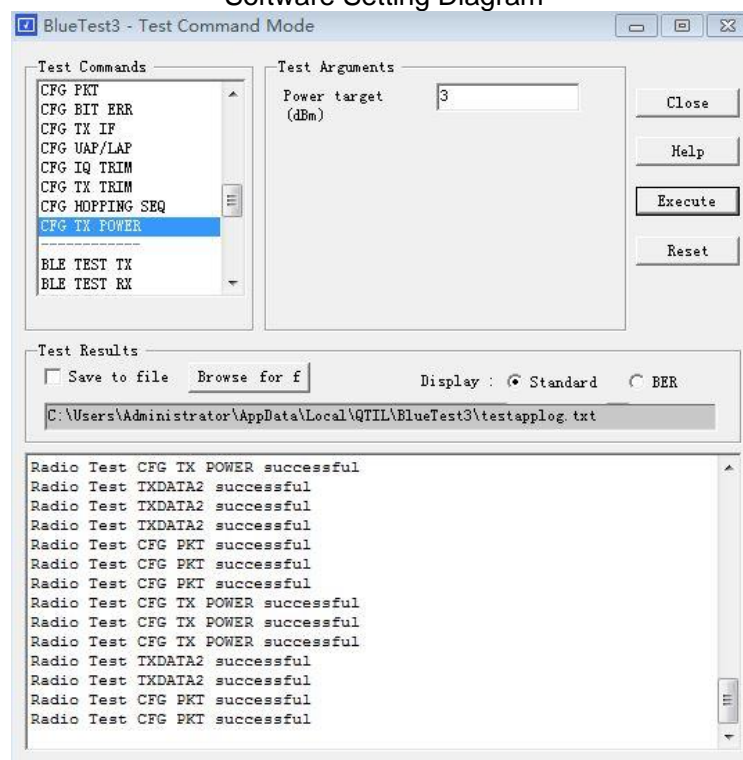 Software Setting Diagram
BlueTest3 - Test Command Mode
Test Commands
CFG PKT
CFG BIT ERR
CFG TX IF
CFG UAP/LAP
CFG IQ TRIM
CFG TX TRIM
CFG HOPPING SEQ
CFG TX POWER
------------
BLE TEST TX
BLE TEST RX
Test Arguments
Power target
(dBm)
3
Close
Help
Execute
Reset
Test Results
Save to file
Browse for f
Display : Standard BER
C:\Users\Administrator\AppData\Local\QTIL\BlueTest3\testapplog.txt
Radio Test CFG TX POWER successful
Radio Test TXDATA2 successful
Radio Test TXDATA2 successful
Radio Test TXDATA2 successful
Radio Test CFG PKT successful
Radio Test CFG PKT successful
Radio Test CFG PKT successful
Radio Test CFG TX POWER successful
Radio Test CFG TX POWER successful
Radio Test CFG TX POWER successful
Radio Test TXDATA2 successful
Radio Test TXDATA2 successful
Radio Test CFG PKT successful
Radio Test CFG PKT successful